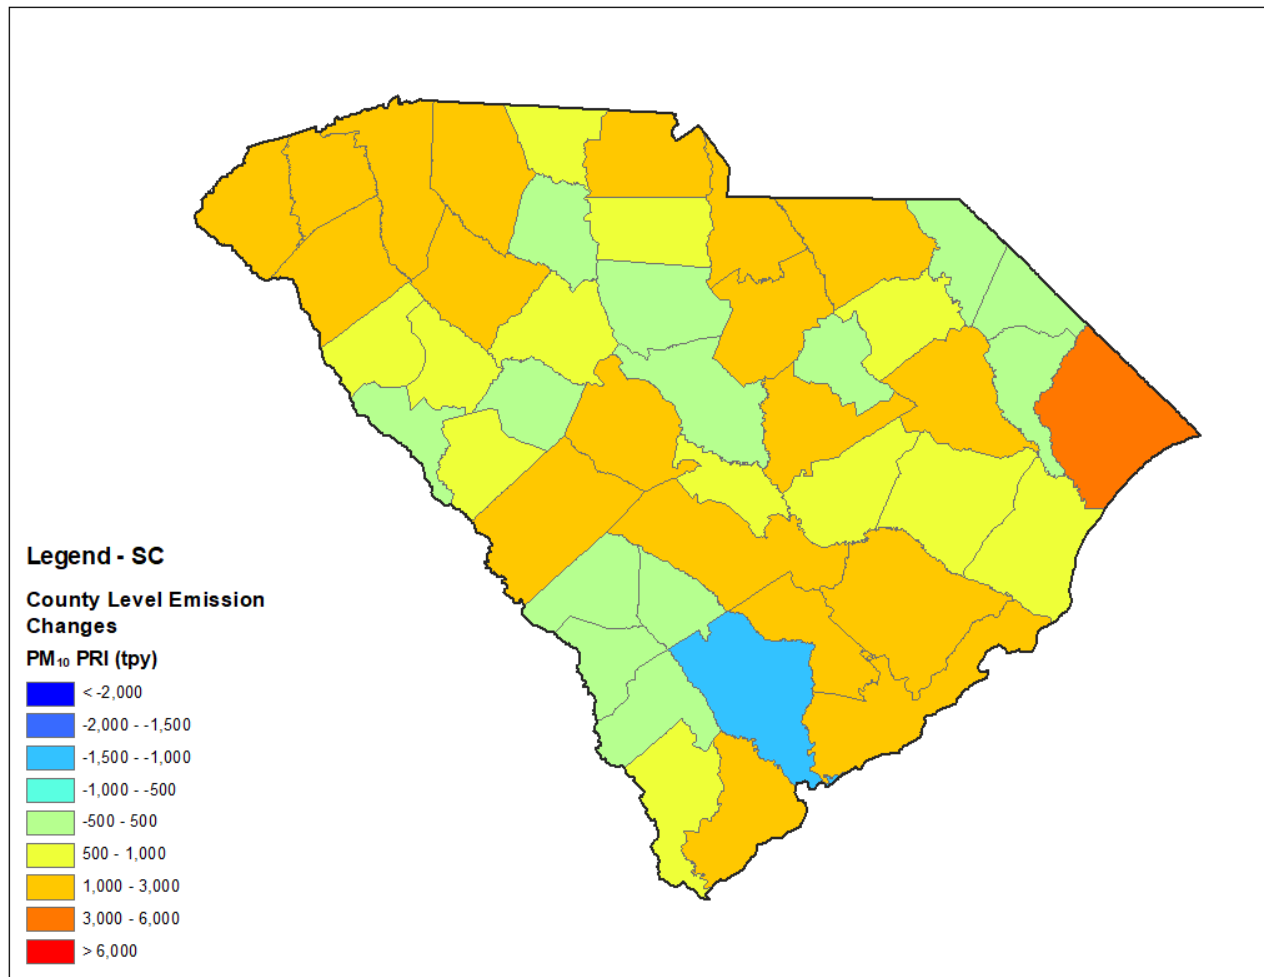 Legend - SC
County Level Emission
Changes
PM₁₀ PRI (tpy)
< -2,000
-2,000 - -1,500
-1,500 - -1,000
-1,000 - -500
-500 - 500
500 - 1,000
1,000 - 3,000
3,000 - 6,000
> 6,000